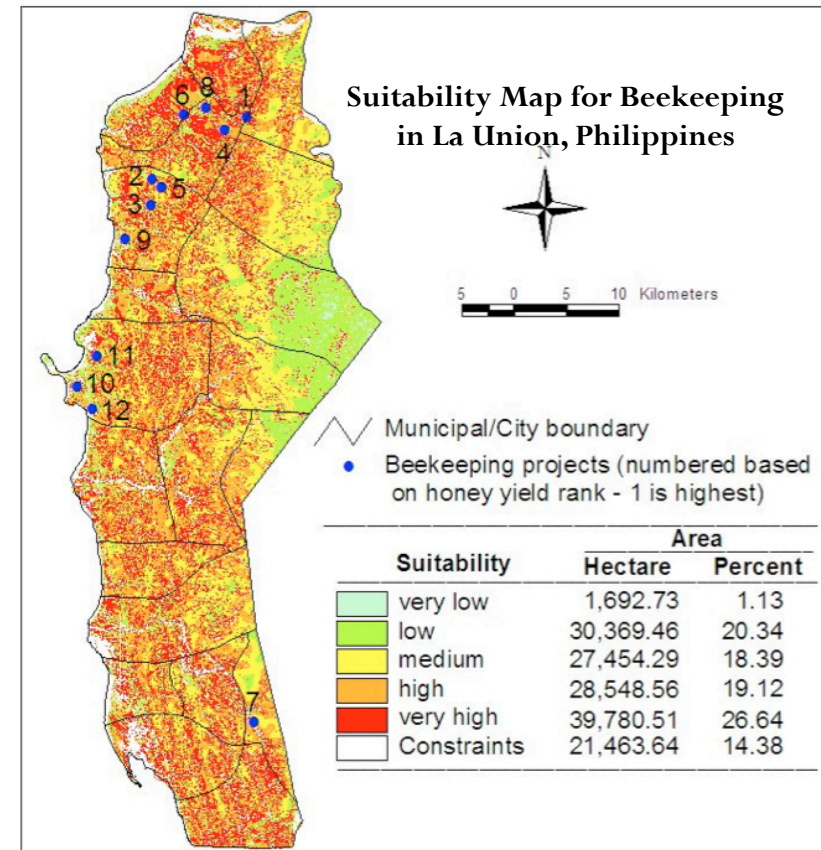 Suitability Map for Beekeeping
in La Union, Philippines
N
5 0 5 10 Kilometers
8
6
1
4
2
5
3
9
11
10
12
7
Municipal/City boundary
Beekeeping projects (numbered based
on honey yield rank - 1 is highest)
Area
Suitability Hectare Percent
very low 1,692.73 1.13
low 30,369.46 20.34
medium 27,454.29 18.39
high 28,548.56 19.12
very high 39,780.51 26.64
Constraints 21,463.64 14.38